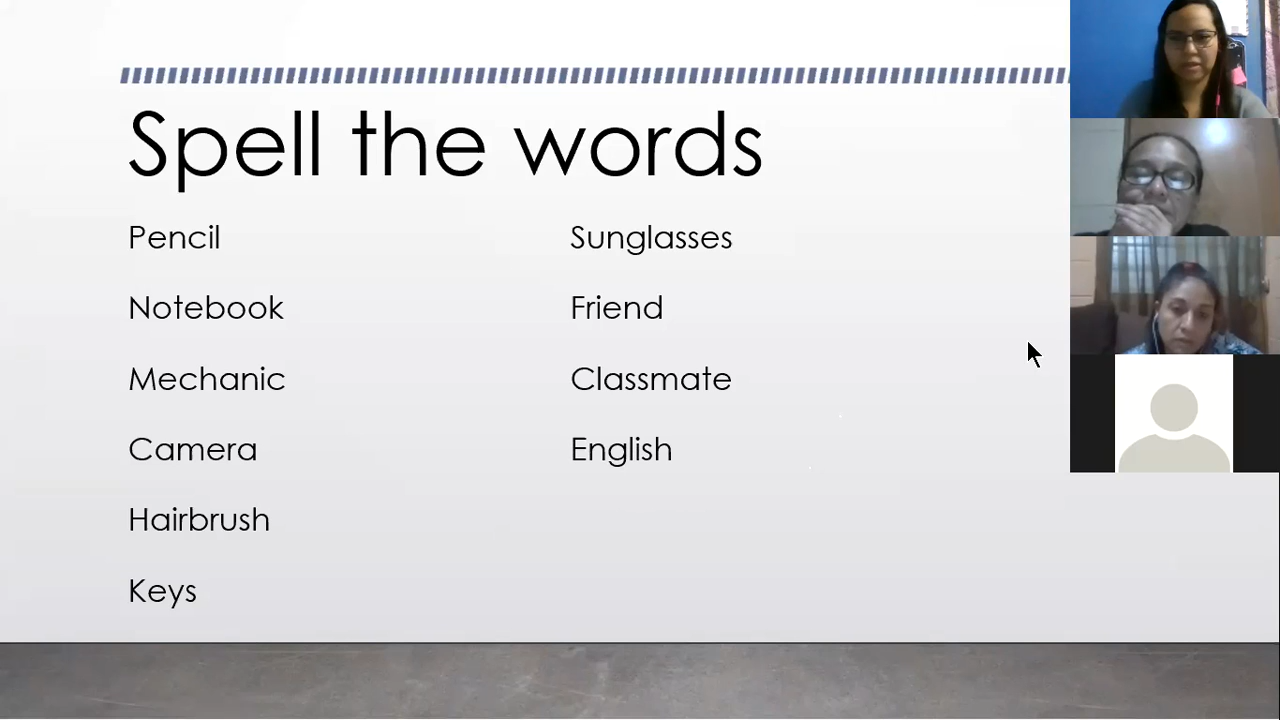 Spell the words
Pencil
Notebook
Mechanic
Camera
Hairbrush
Keys
Sunglasses
Friend
Classmate
English